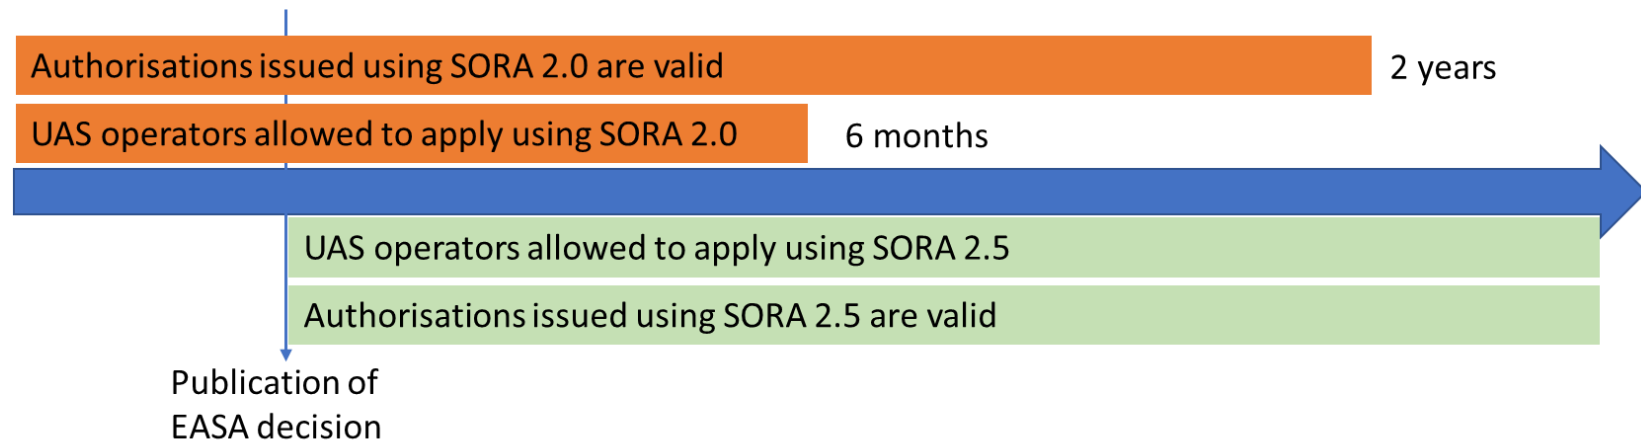 Authorisations issued using SORA 2.0 are valid
2 years
UAS operators allowed to apply using SORA 2.0
6 months
UAS operators allowed to apply using SORA 2.5
Authorisations issued using SORA 2.5 are valid
Publication of
EASA decision